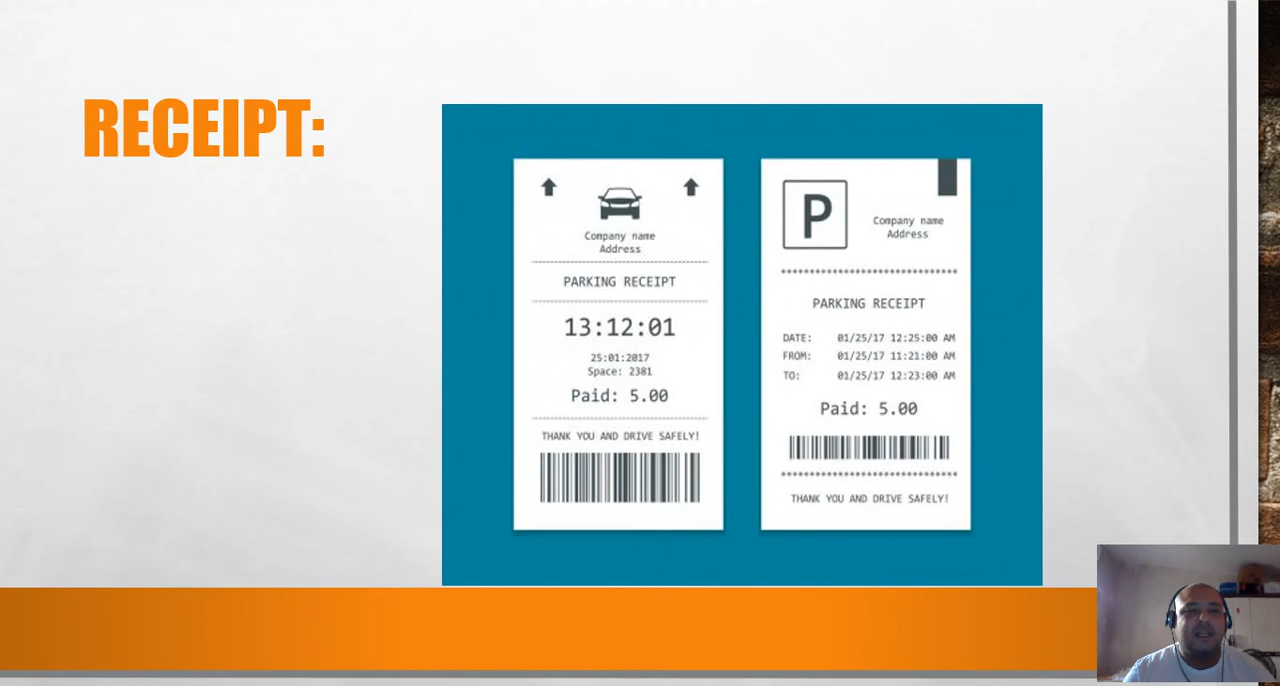 RECEIPT:
Company name
Address
PARKING RECEIPT
13:12:01
25:01:2017
Space: 2381
Paid: 5.00
THANK YOU AND DRIVE SAFELY!
P
Company name
Address
PARKING RECEIPT
DATE: 01/25/17 12:25:00 AM
FROM: 01/25/17 11:21:00 AM
TO: 01/25/17 12:23:00 AM
Paid: 5.00
THANK YOU AND DRIVE SAFELY!